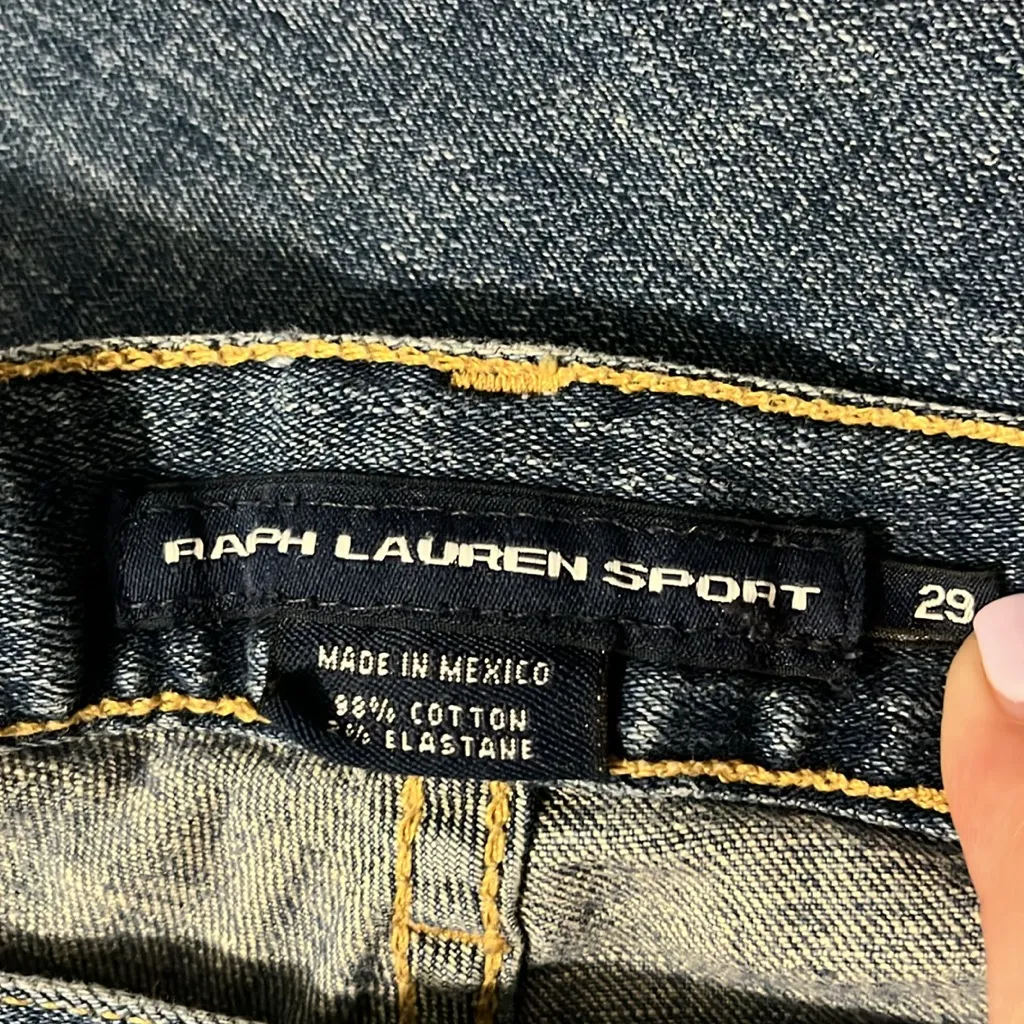 RAPH LAUREN SPORT
29
MADE IN MEXICO
98% COTTON
% ELASTANE